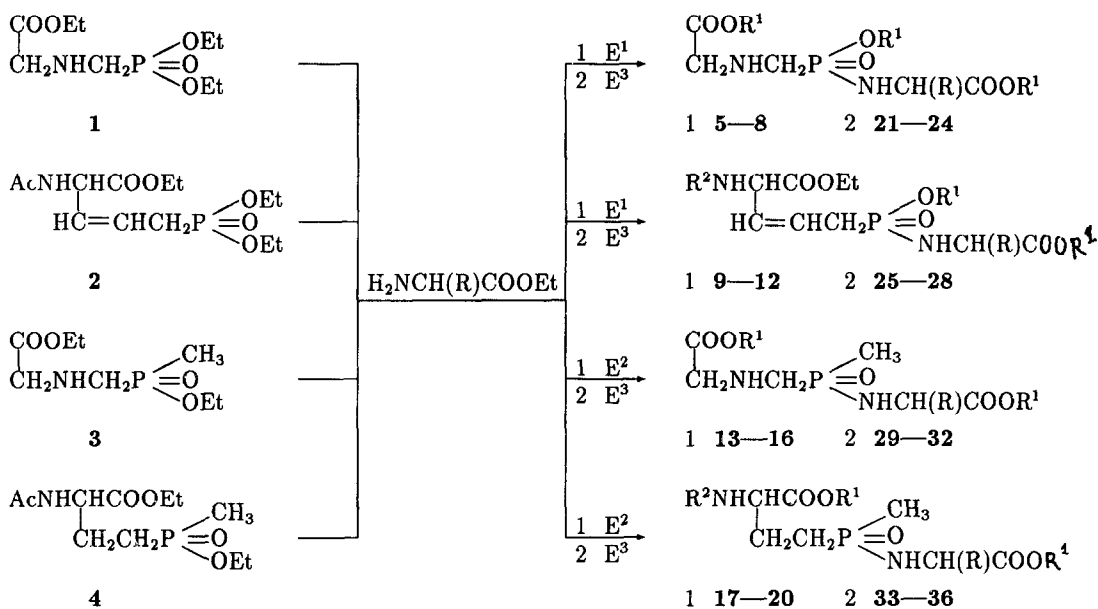 COOEt
OEt
CH₂NHCH₂P=O
OEt
1
AcNHCHCOOEt
OEt
HC=CHCH₂P=O
OEt
2
COOEt
CH₃
CH₂NHCH₂P=O
OEt
3
AcNHCHCOOEt
CH₃
CH₂CH₂P=O
OEt
4
H₂NCH(R)COOEt
1 E¹
2 E³
1 E¹
2 E³
1 E²
2 E³
1 E²
2 E³
COOR¹
OR¹
CH₂NHCH₂P=O
NHCH(R)COOR¹
1 5—8 2 21—24
R²NHCHCOOEt
OR¹
HC=CHCH₂P=O
NHCH(R)COOR¹
1 9—12 2 25—28
COOR¹
CH₃
CH₂NHCH₂P=O
NHCH(R)COOR¹
1 13—16 2 29—32
R²NHCHCOOR¹
CH₃
CH₂CH₂P=O
NHCH(R)COOR¹
1 17—20 2 33—36